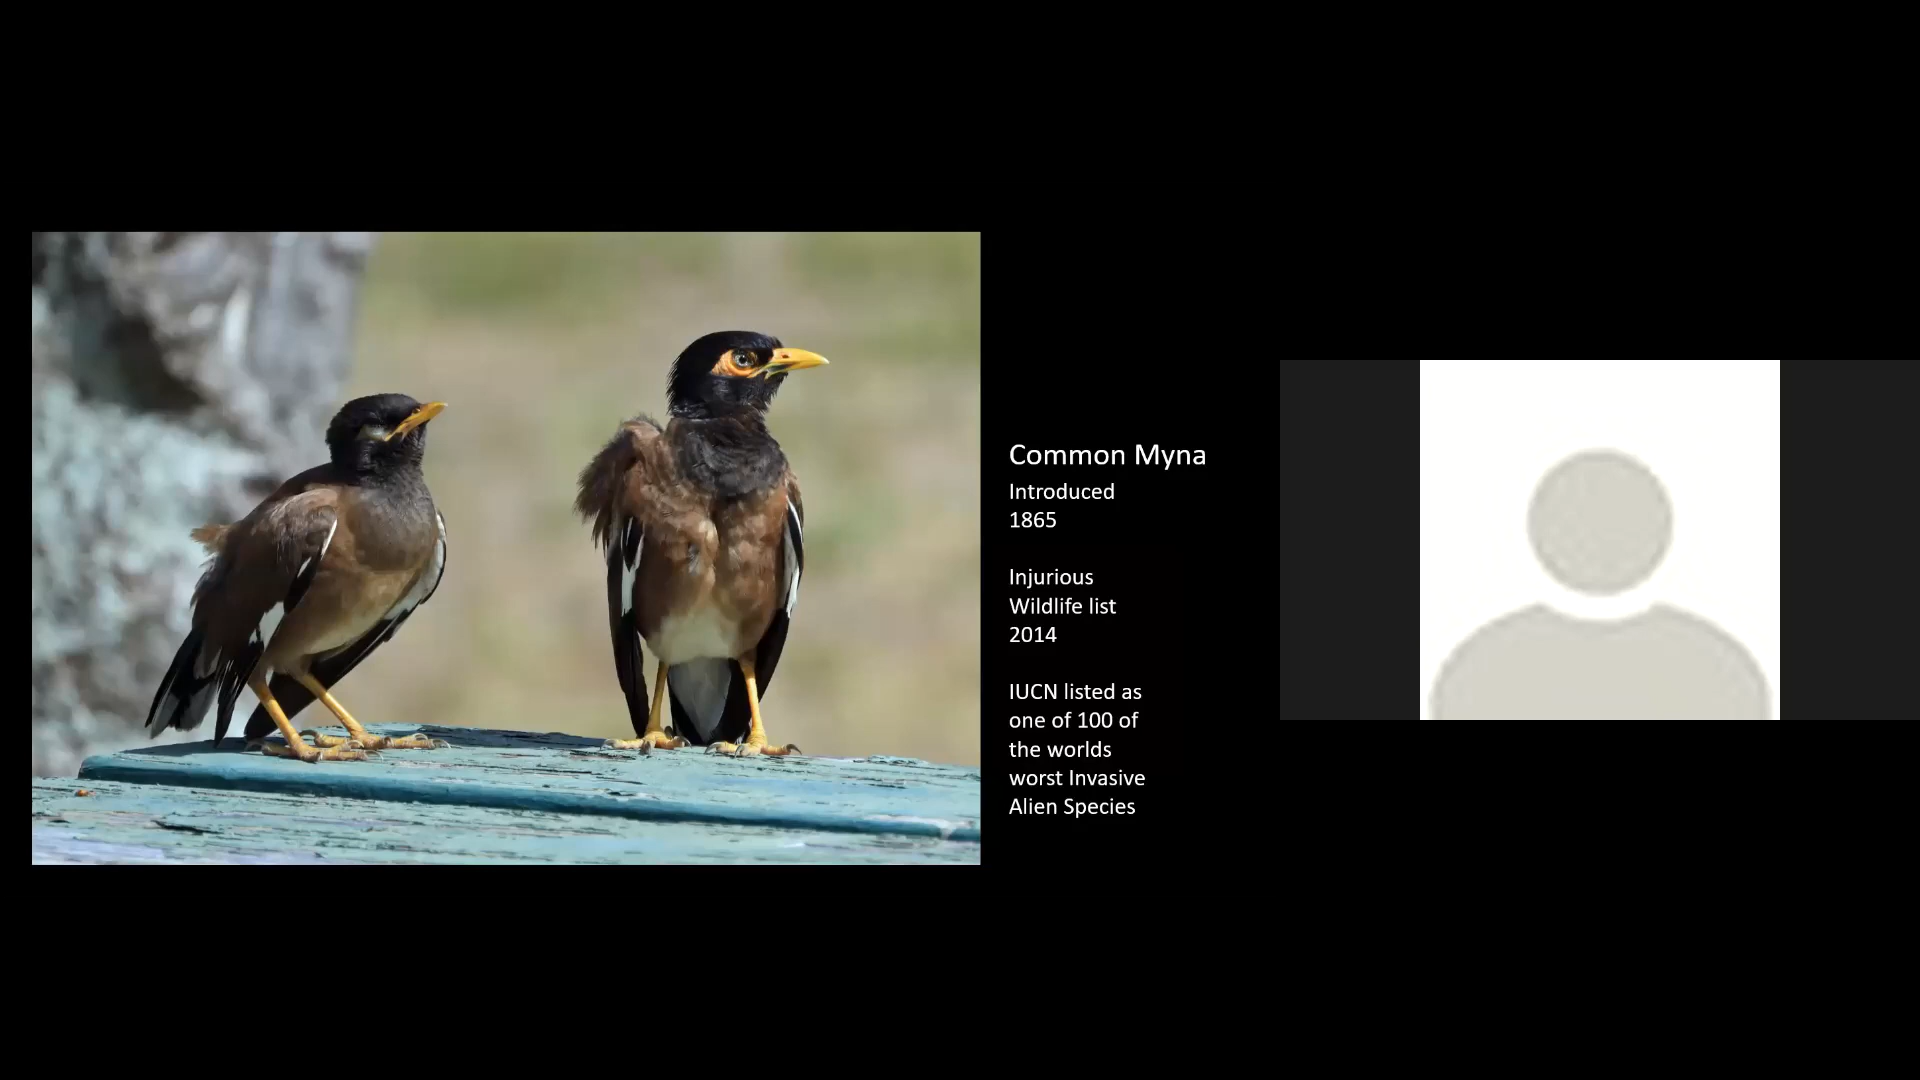 Common Myna
Introduced
1865
Injurious
Wildlife list
2014
IUCN listed as
one of 100 of
the worlds
worst Invasive
Alien Species